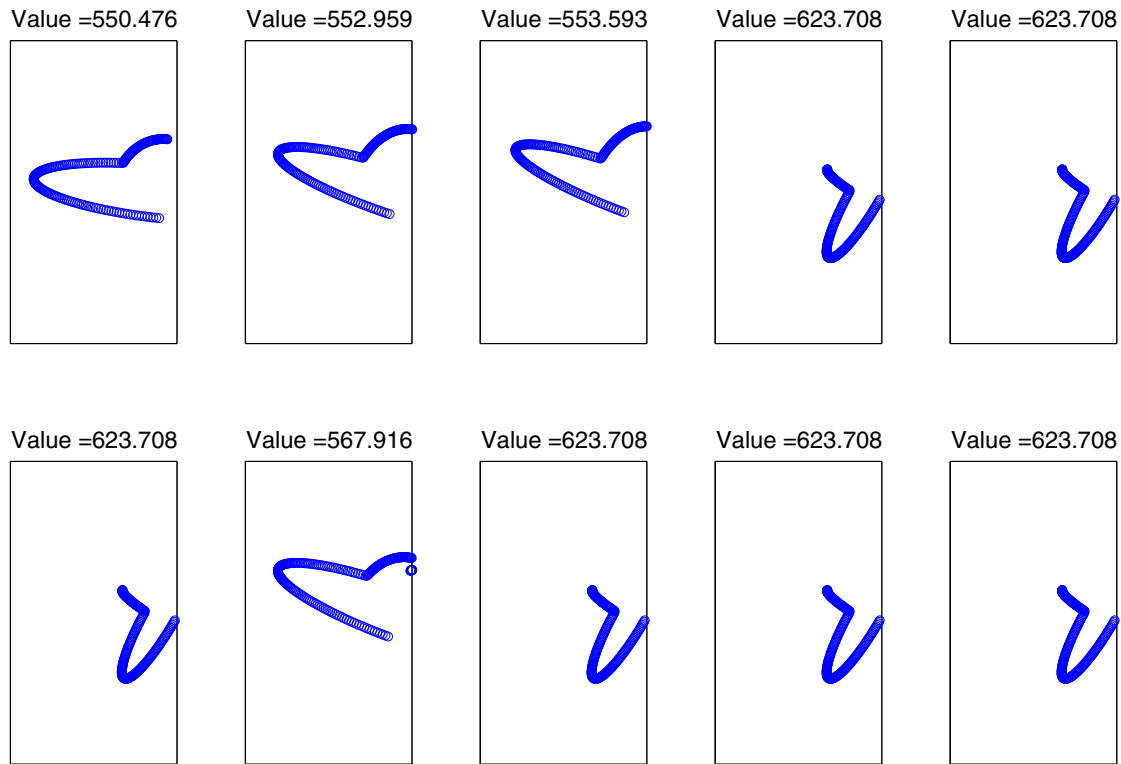 Value =550.476
Value =552.959
Value =553.593
Value =623.708
Value =623.708
Value =623.708
Value =567.916
Value =623.708
Value =623.708
Value =623.708